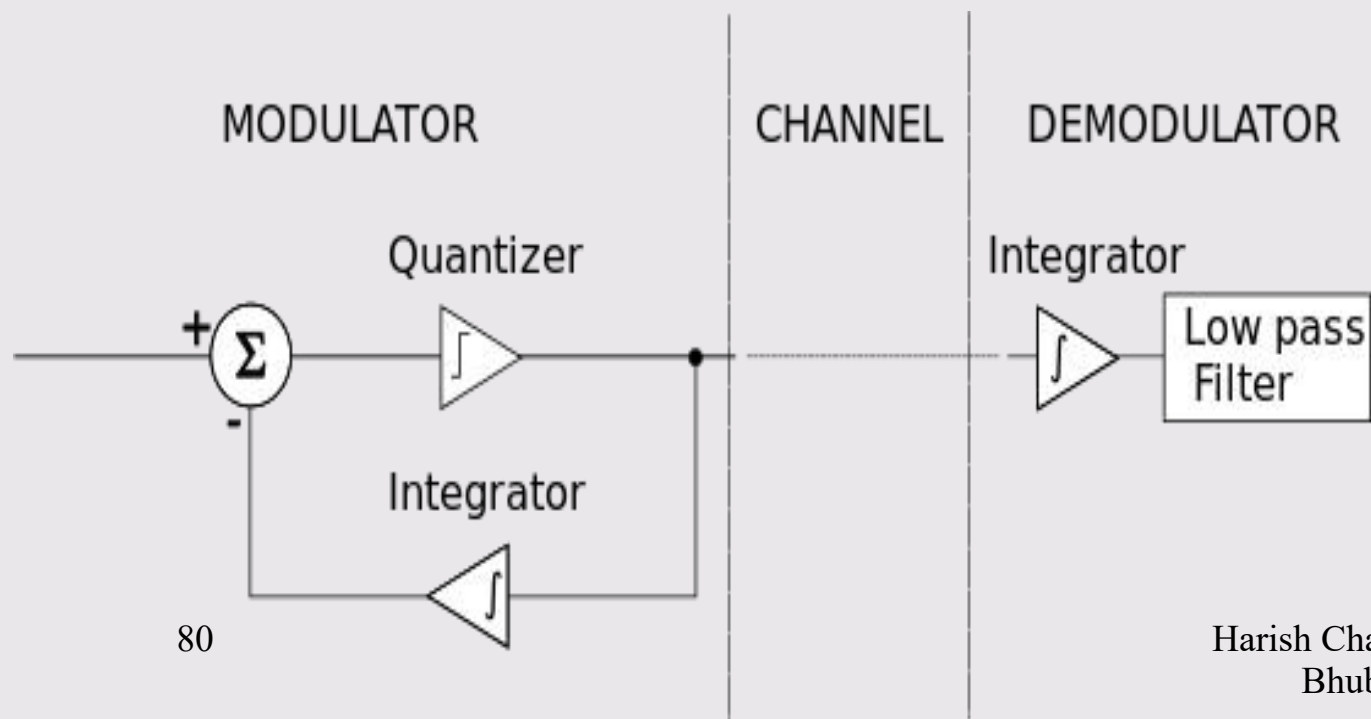 MODULATOR
CHANNEL
DEMODULATOR
Quantizer
Integrator
+
Σ
∫
Low pass
Filter
-
Integrator
∫
80
Harish Cha
Bhub